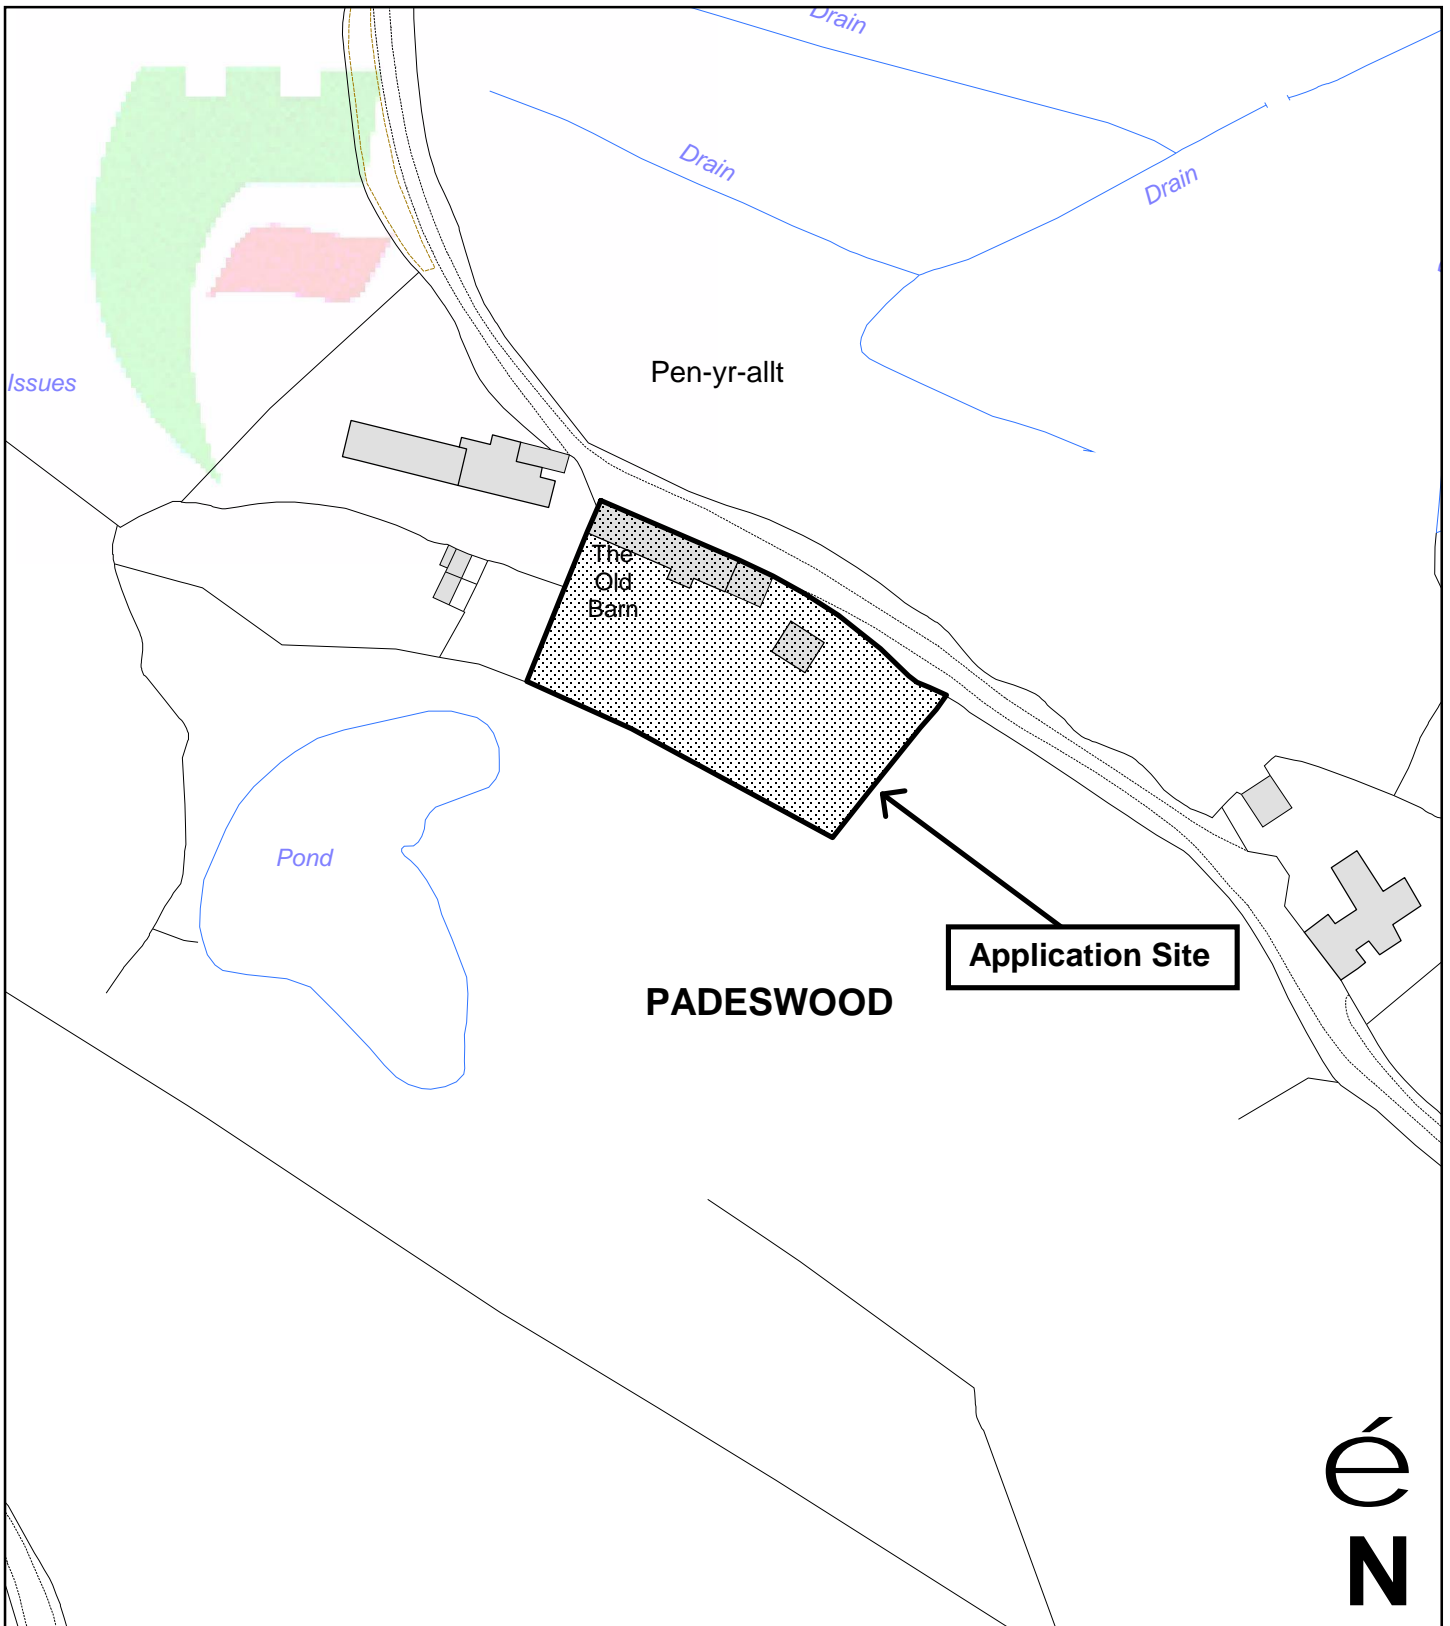 Drain
Drain
Drain
Pen-yr-allt
Issues
The
Old
Barn
Pond
Application Site
PADESWOOD
é
N